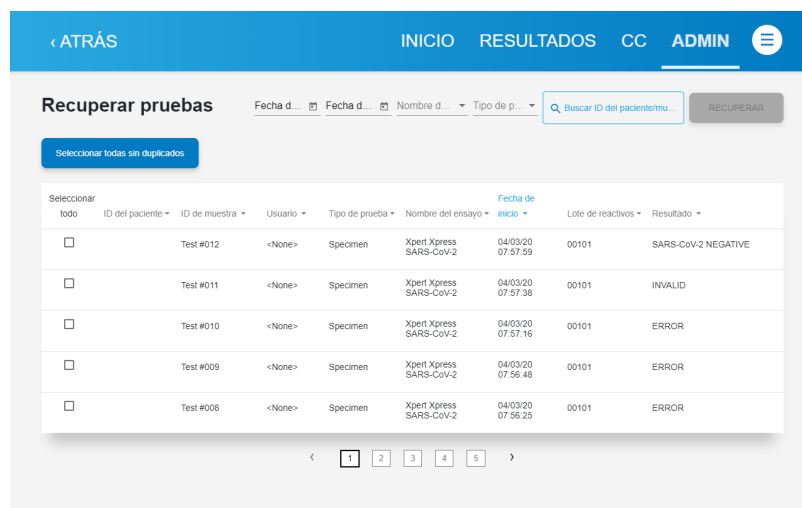 ‹ ATRÁS INICIO RESULTADOS CC ADMIN
Recuperar pruebas Fecha d... Fecha d... Nombre d... Tipo de p... Buscar ID del paciente/mu... RECUPERAR
Seleccionar todas sin duplicados
Seleccionar todo ID del paciente ID de muestra Usuario Tipo de prueba Nombre del ensayo Fecha de inicio Lote de reactivos Resultado
Test #012 <None> Specimen Xpert Xpress SARS-CoV-2 04/03/20 07:57:59 00101 SARS-CoV-2 NEGATIVE
Test #011 <None> Specimen Xpert Xpress SARS-CoV-2 04/03/20 07:57:38 00101 INVALID
Test #010 <None> Specimen Xpert Xpress SARS-CoV-2 04/03/20 07:57:16 00101 ERROR
Test #009 <None> Specimen Xpert Xpress SARS-CoV-2 04/03/20 07:56:48 00101 ERROR
Test #008 <None> Specimen Xpert Xpress SARS-CoV-2 04/03/20 07:56:25 00101 ERROR
‹ 1 2 3 4 5 ›